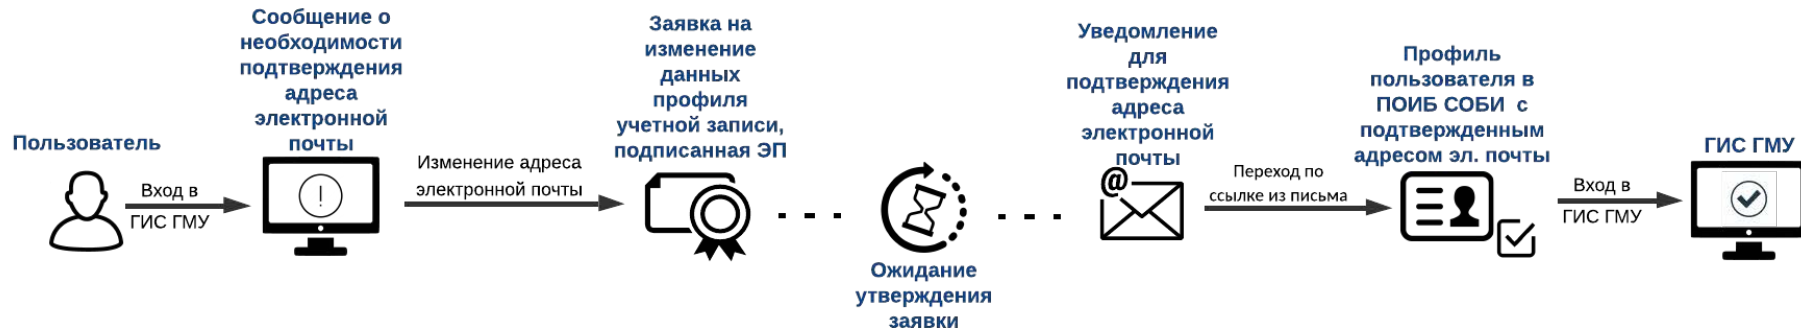 Пользователь
Вход в
ГИС ГМУ
Сообщение о
необходимости
подтверждения
адреса
электронной
почты
Изменение адреса
электронной почты
Заявка на
изменение
данных
профиля
учетной записи,
подписанная ЭП
Ожидание
утверждения
заявки
Уведомление
для
подтверждения
адреса
электронной
почты
@
Переход по
ссылке из письма
Профиль
пользователя в
ПОИБ СОБИ с
подтвержденным
адресом эл. почты
Вход в
ГИС ГМУ
ГИС ГМУ